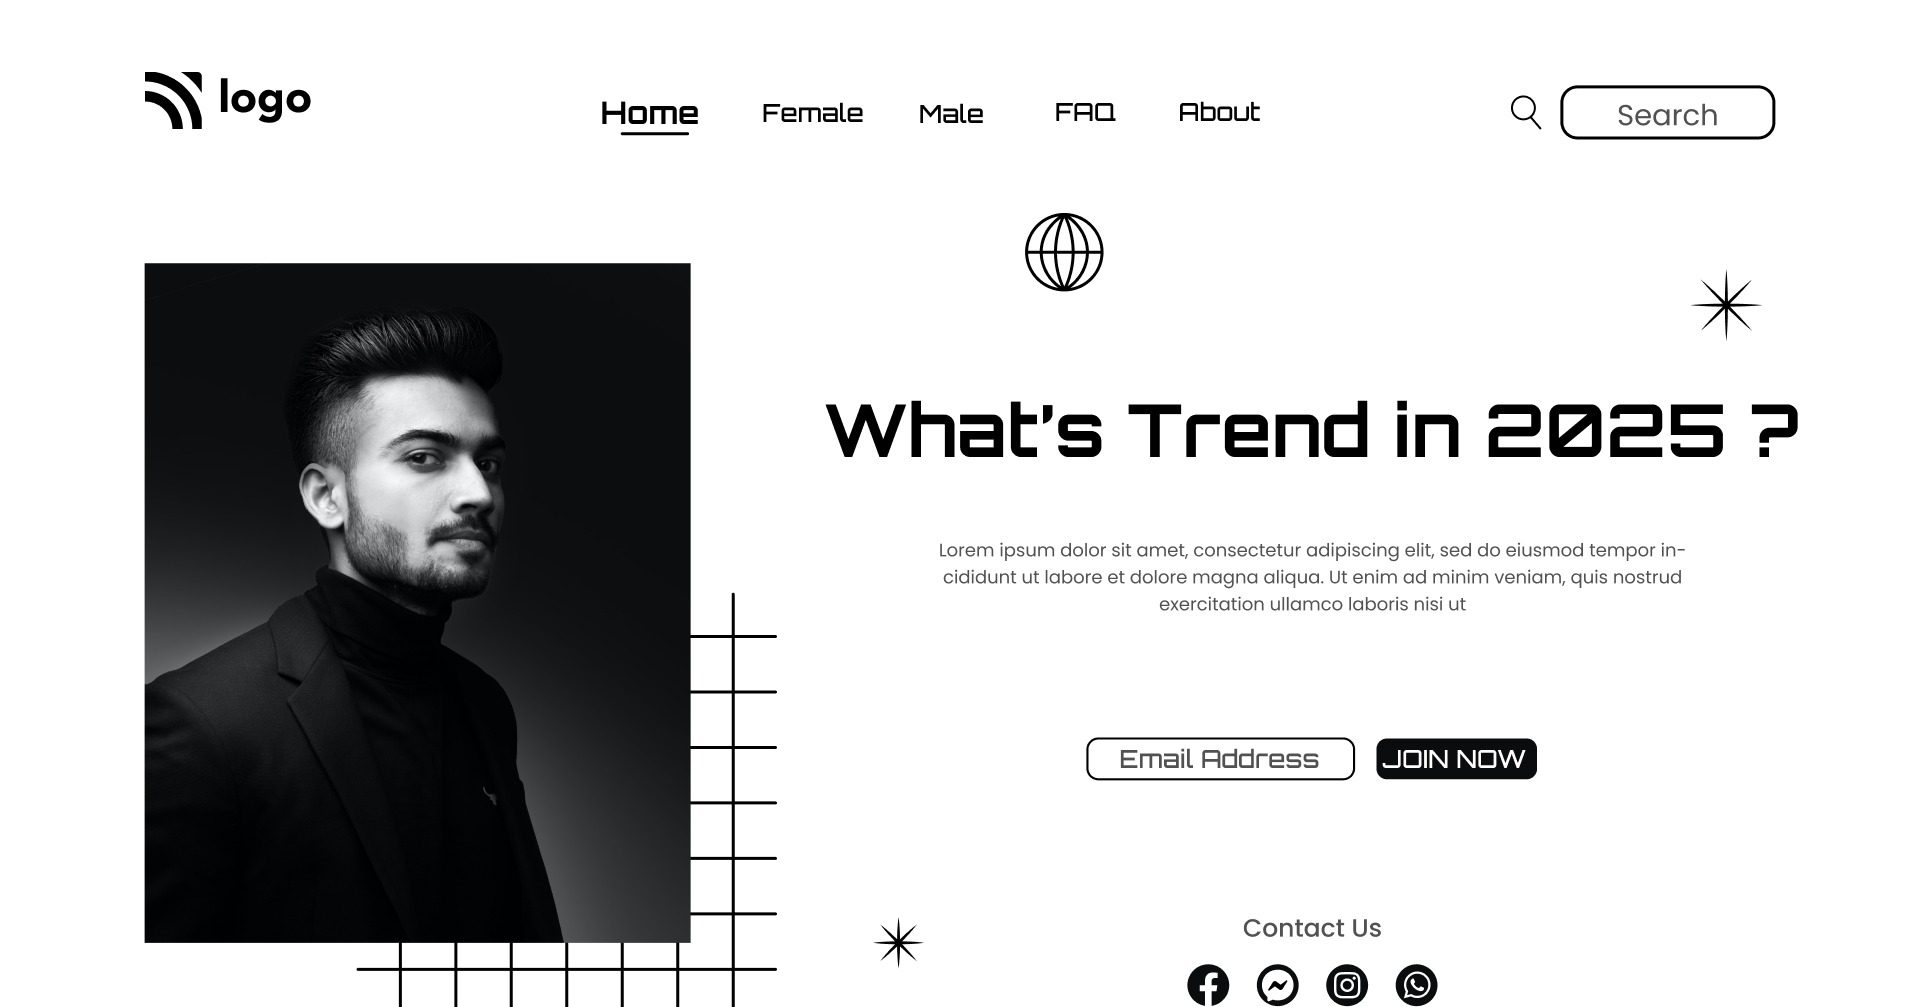 logo
Home
Female
Male
FAQ
About
Search
What's Trend in 2025 ?
Lorem ipsum dolor sit amet, consectetur adipiscing elit, sed do eiusmod tempor in-
cididunt ut labore et dolore magna aliqua. Ut enim ad minim veniam, quis nostrud
exercitation ullamco laboris nisi ut
Email Address
JOIN NOW
Contact Us